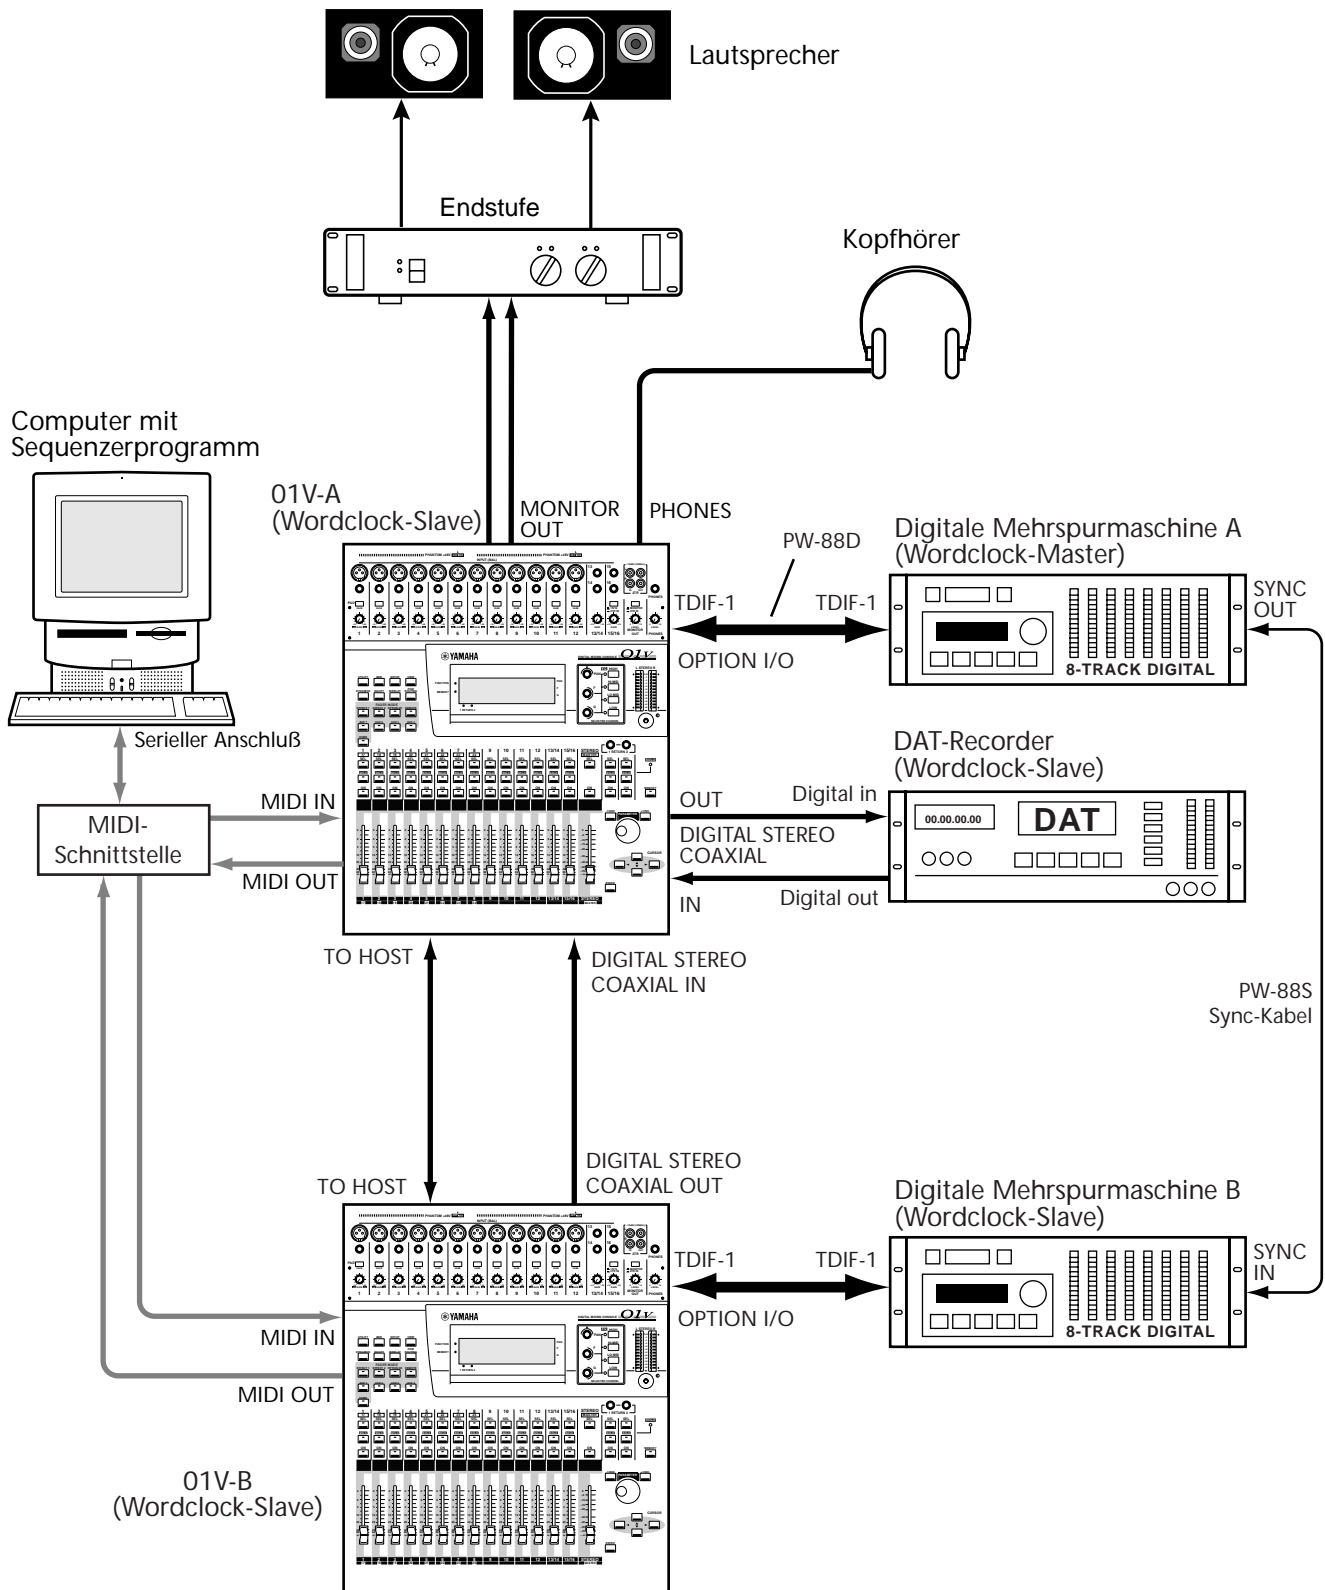 Lautsprecher
Endstufe
Kopfhörer
Computer mit
Sequenzerprogramm
01V-A
(Wordclock-Slave)
MONITOR
OUT
PHONES
PW-88D
Digitale Mehrspurmaschine A
(Wordclock-Master)
SYNC
OUT
TDIF-1
TDIF-1
OPTION I/O
8-TRACK DIGITAL
YAMAHA
01V
Serieller Anschluß
DAT-Recorder
(Wordclock-Slave)
MIDI IN
MIDI-
Schnittstelle
MIDI OUT
OUT
Digital in
DIGITAL STEREO
COAXIAL
IN
Digital out
00.00.00.00
DAT
TO HOST
DIGITAL STEREO
COAXIAL IN
PW-88S
Sync-Kabel
DIGITAL STEREO
COAXIAL OUT
TO HOST
Digitale Mehrspurmaschine B
(Wordclock-Slave)
SYNC
IN
TDIF-1
TDIF-1
OPTION I/O
8-TRACK DIGITAL
YAMAHA
01V
MIDI IN
MIDI OUT
01V-B
(Wordclock-Slave)